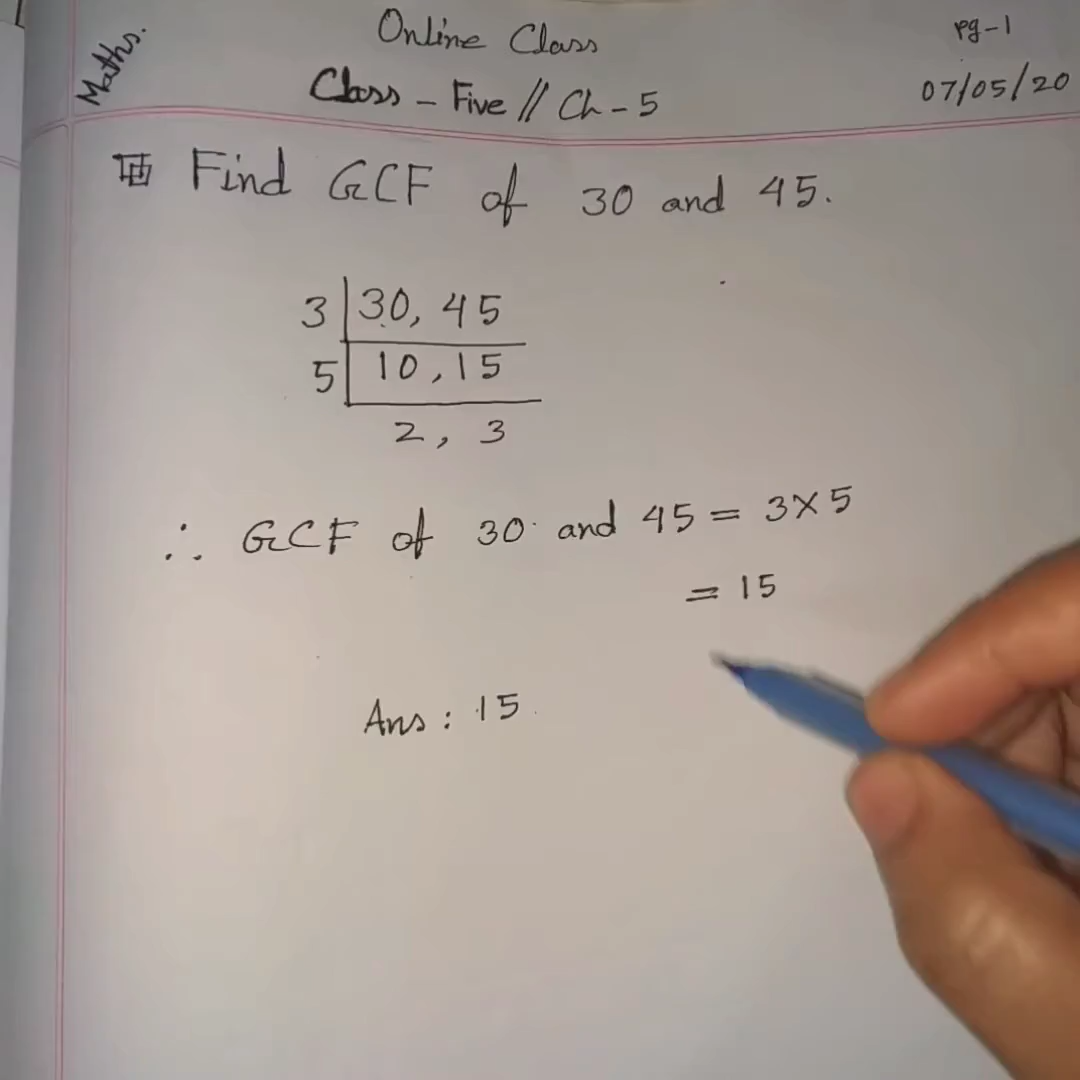 Maths.
Online Class
pg-1
Class - Five // Ch - 5
07/05/20
Find GCF of 30 and 45.
3 | 30, 45
5 | 10, 15
2, 3
∴ GCF of 30 and 45 = 3×5
= 15
Ans : 15